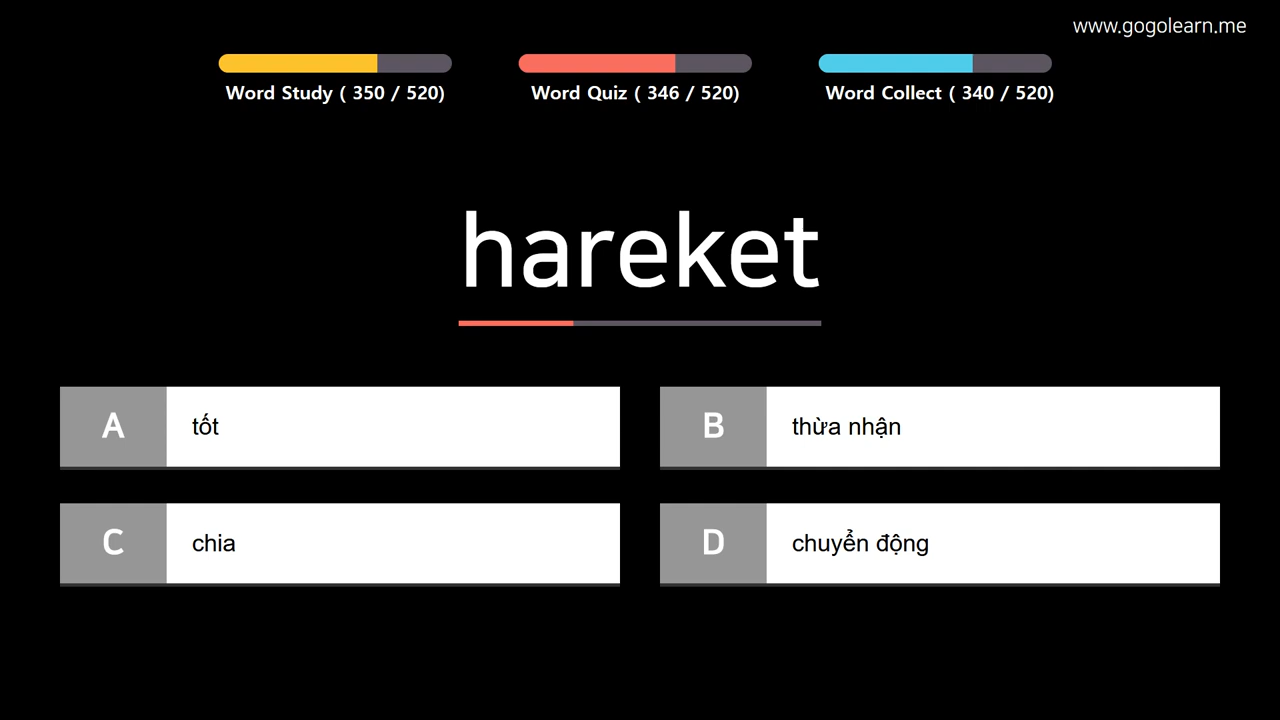 www.gogolearn.me
Word Study ( 350 / 520)
Word Quiz ( 346 / 520)
Word Collect ( 340 / 520)
hareket
A tốt
B thừa nhận
C chia
D chuyển động